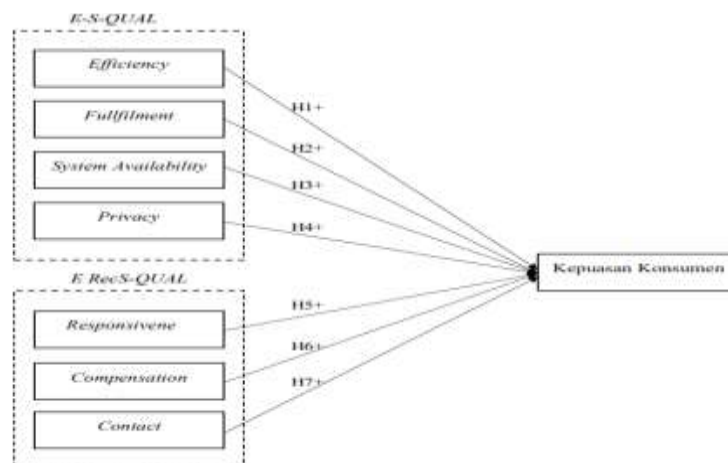 E-S-QUAL
Efficiency
Fullfilment
System Availability
Privacy
H1+
H2+
H3+
H4+
Kepuasan Konsumen
E RecS-QUAL
Responsivene
Compensation
Contact
H5+
H6+
H7+